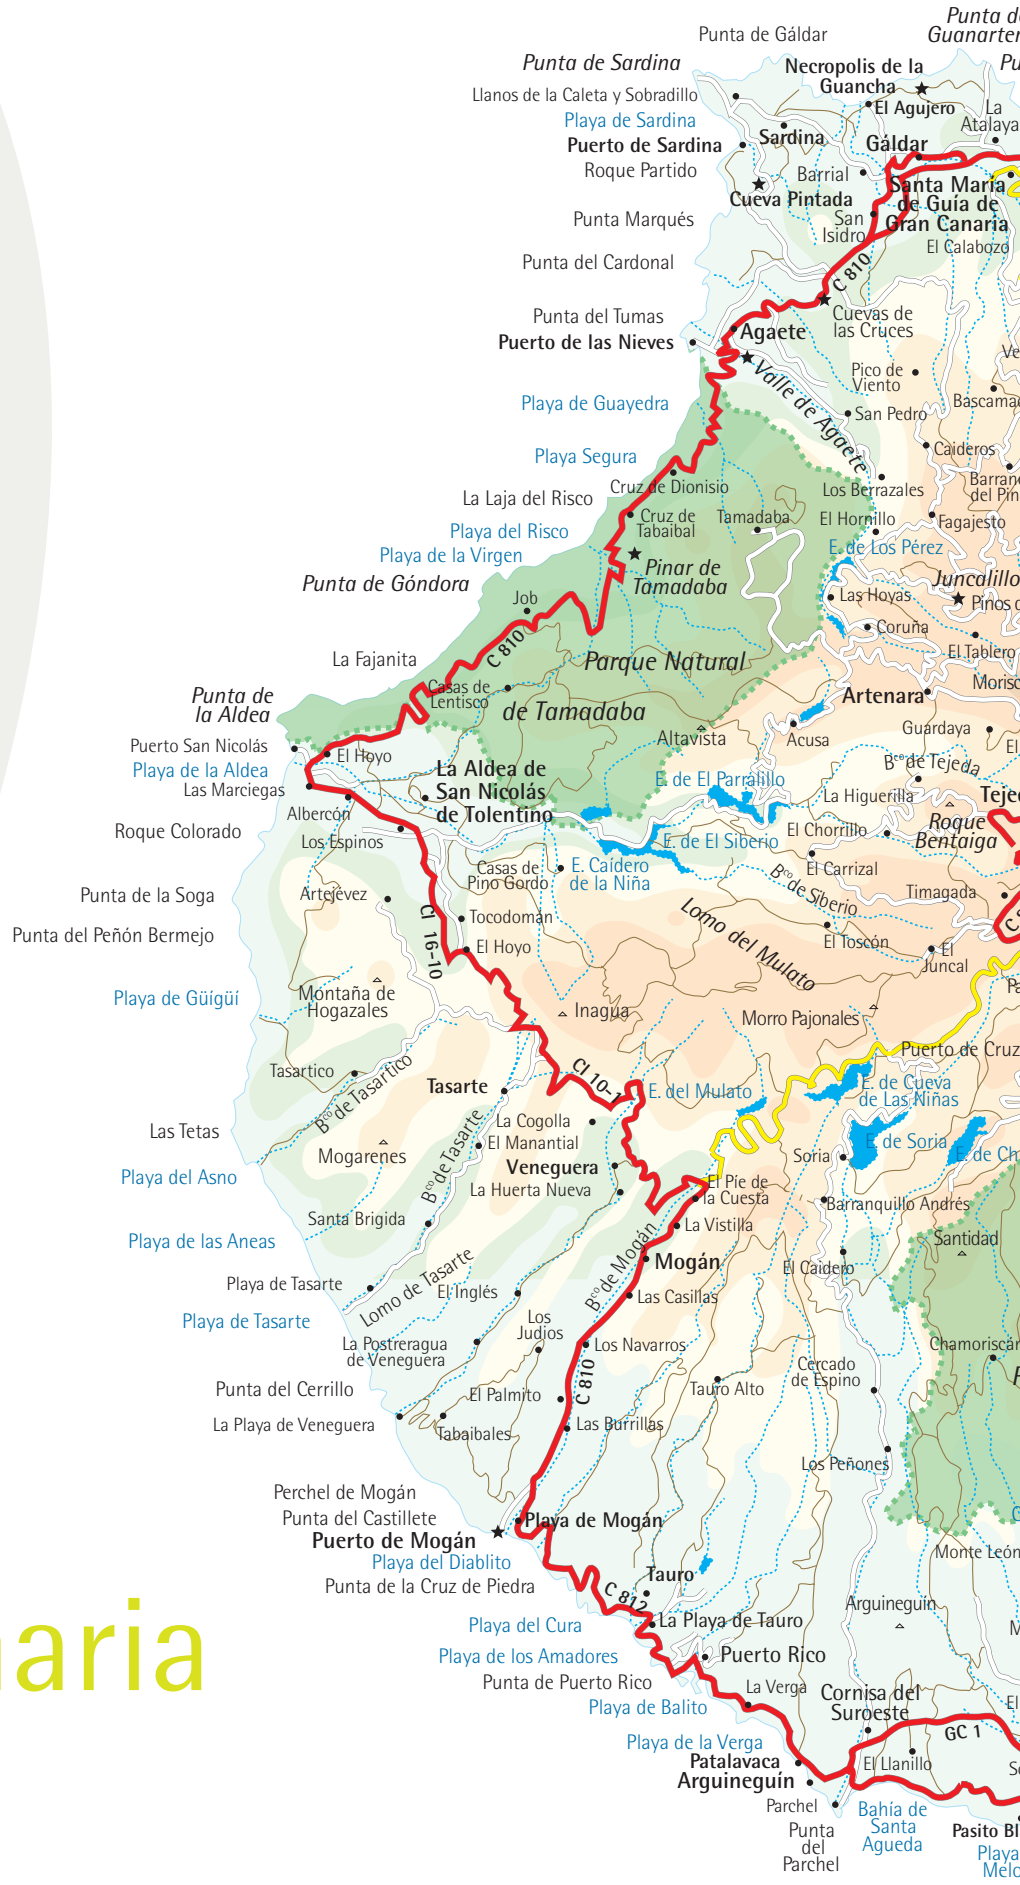 Punta de Gáldar
Guanarter
Punta de Sardina
Necropolis de la
Guancha
Llanos de la Caleta y Sobradillo
El Agujero
La
Atalaya
Playa de Sardina
Sardina
Puerto de Sardina
Gáldar
Roque Partido
Barrial
Santa María
de Guía de
Gran Canaria
Cueva Pintada
Punta Marqués
San
Isidro
El Calabozo
Punta del Cardonal
C 810
Punta del Tumas
Cuevas de
las Cruces
Puerto de las Nieves
Agaete
Valle de Agaete
Pico de
Viento
Playa de Guayedra
San Pedro
Caideros
Playa Segura
Cruz de Dionisio
Los Berrazales
La Laja del Risco
Cruz de
Tabaibal
Tamadaba
El Hornillo
Fagajesto
Playa del Risco
Playa de la Virgen
E. de Los Pérez
Punta de Góndora
Pinar de
Tamadaba
Juncalillo
Job
Las Hoyas
Coruña
C 810
El Tablero
La Fajanita
Parque Natural
de Tamadaba
Casas de
Lentisco
Artenara
Punta de
la Aldea
Altavista
Acusa
Guardaya
Puerto San Nicolás
El Hoyo
Playa de la Aldea
Las Marciegas
La Aldea de
San Nicolás
de Tolentino
E. de El Parralillo
Bco de Tejeda
La Higuerilla
Albercón
Roque
Bentaiga
Roque Colorado
Los Espinos
E. de El Siberio
El Chorrillo
Casas de
Pino Gordo
E. Caidero
de la Niña
El Carrizal
Bco de Siberio
Punta de la Soga
Artejévez
Timagada
Tocodomán
Lomo del Mulato
Punta del Peñón Bermejo
CI 16-10
El Hoyo
El Toscón
El
Juncal
Playa de Güigüí
Montaña de
Hogazales
Inagua
Morro Pajonales
Puerto de Cruz
Tasartico
Bco de Tasartico
Tasarte
CI 10-1
E. del Mulato
E. de Cueva
de Las Niñas
Las Tetas
La Cogolla
El Manantial
E. de Soria
Mogarenes
Bco de Tasarte
Veneguera
Soria
Playa del Asno
La Huerta Nueva
El Pie de
la Cuesta
Barranquillo Andrés
Santa Brigida
La Vistilla
Santidad
Playa de las Aneas
Bco de Mogán
Mogán
El Caidero
Playa de Tasarte
Lomo de Tasarte
El Inglés
Las Casillas
Playa de Tasarte
Los
Judios
La Postreragua
de Veneguera
Los Navarros
Cercado
de Espino
Punta del Cerrillo
El Palmito
C 810
Tauro Alto
La Playa de Veneguera
Tabaibales
Las Burrillas
Los Peñones
Perchel de Mogán
Punta del Castillete
Playa de Mogán
Puerto de Mogán
Playa del Diablito
Monte León
Punta de la Cruz de Piedra
Tauro
C 812
Arguineguin
Playa del Cura
La Playa de Tauro
naria
Playa de los Amadores
Puerto Rico
Punta de Puerto Rico
La Verga
Cornisa del
Suroeste
Playa de Balito
GC 1
Playa de la Verga
Patalavaca
El Llanillo
Arguineguín
Parchel
Bahía de
Santa
Agueda
Punta
del
Parchel
Playa